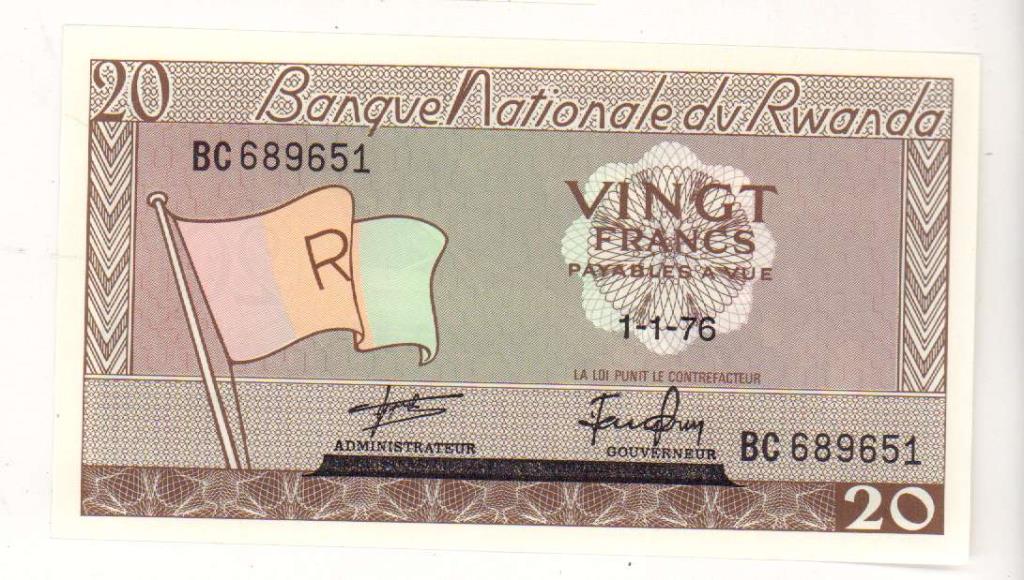 20 Banque Nationale du Rwanda
BC 689651
R
VINGT
FRANCS
PAYABLES A VUE
1-1-76
LA LOI PUNIT LE CONTREFACTEUR
ADMINISTRATEUR
GOUVERNEUR
BC 689651
20